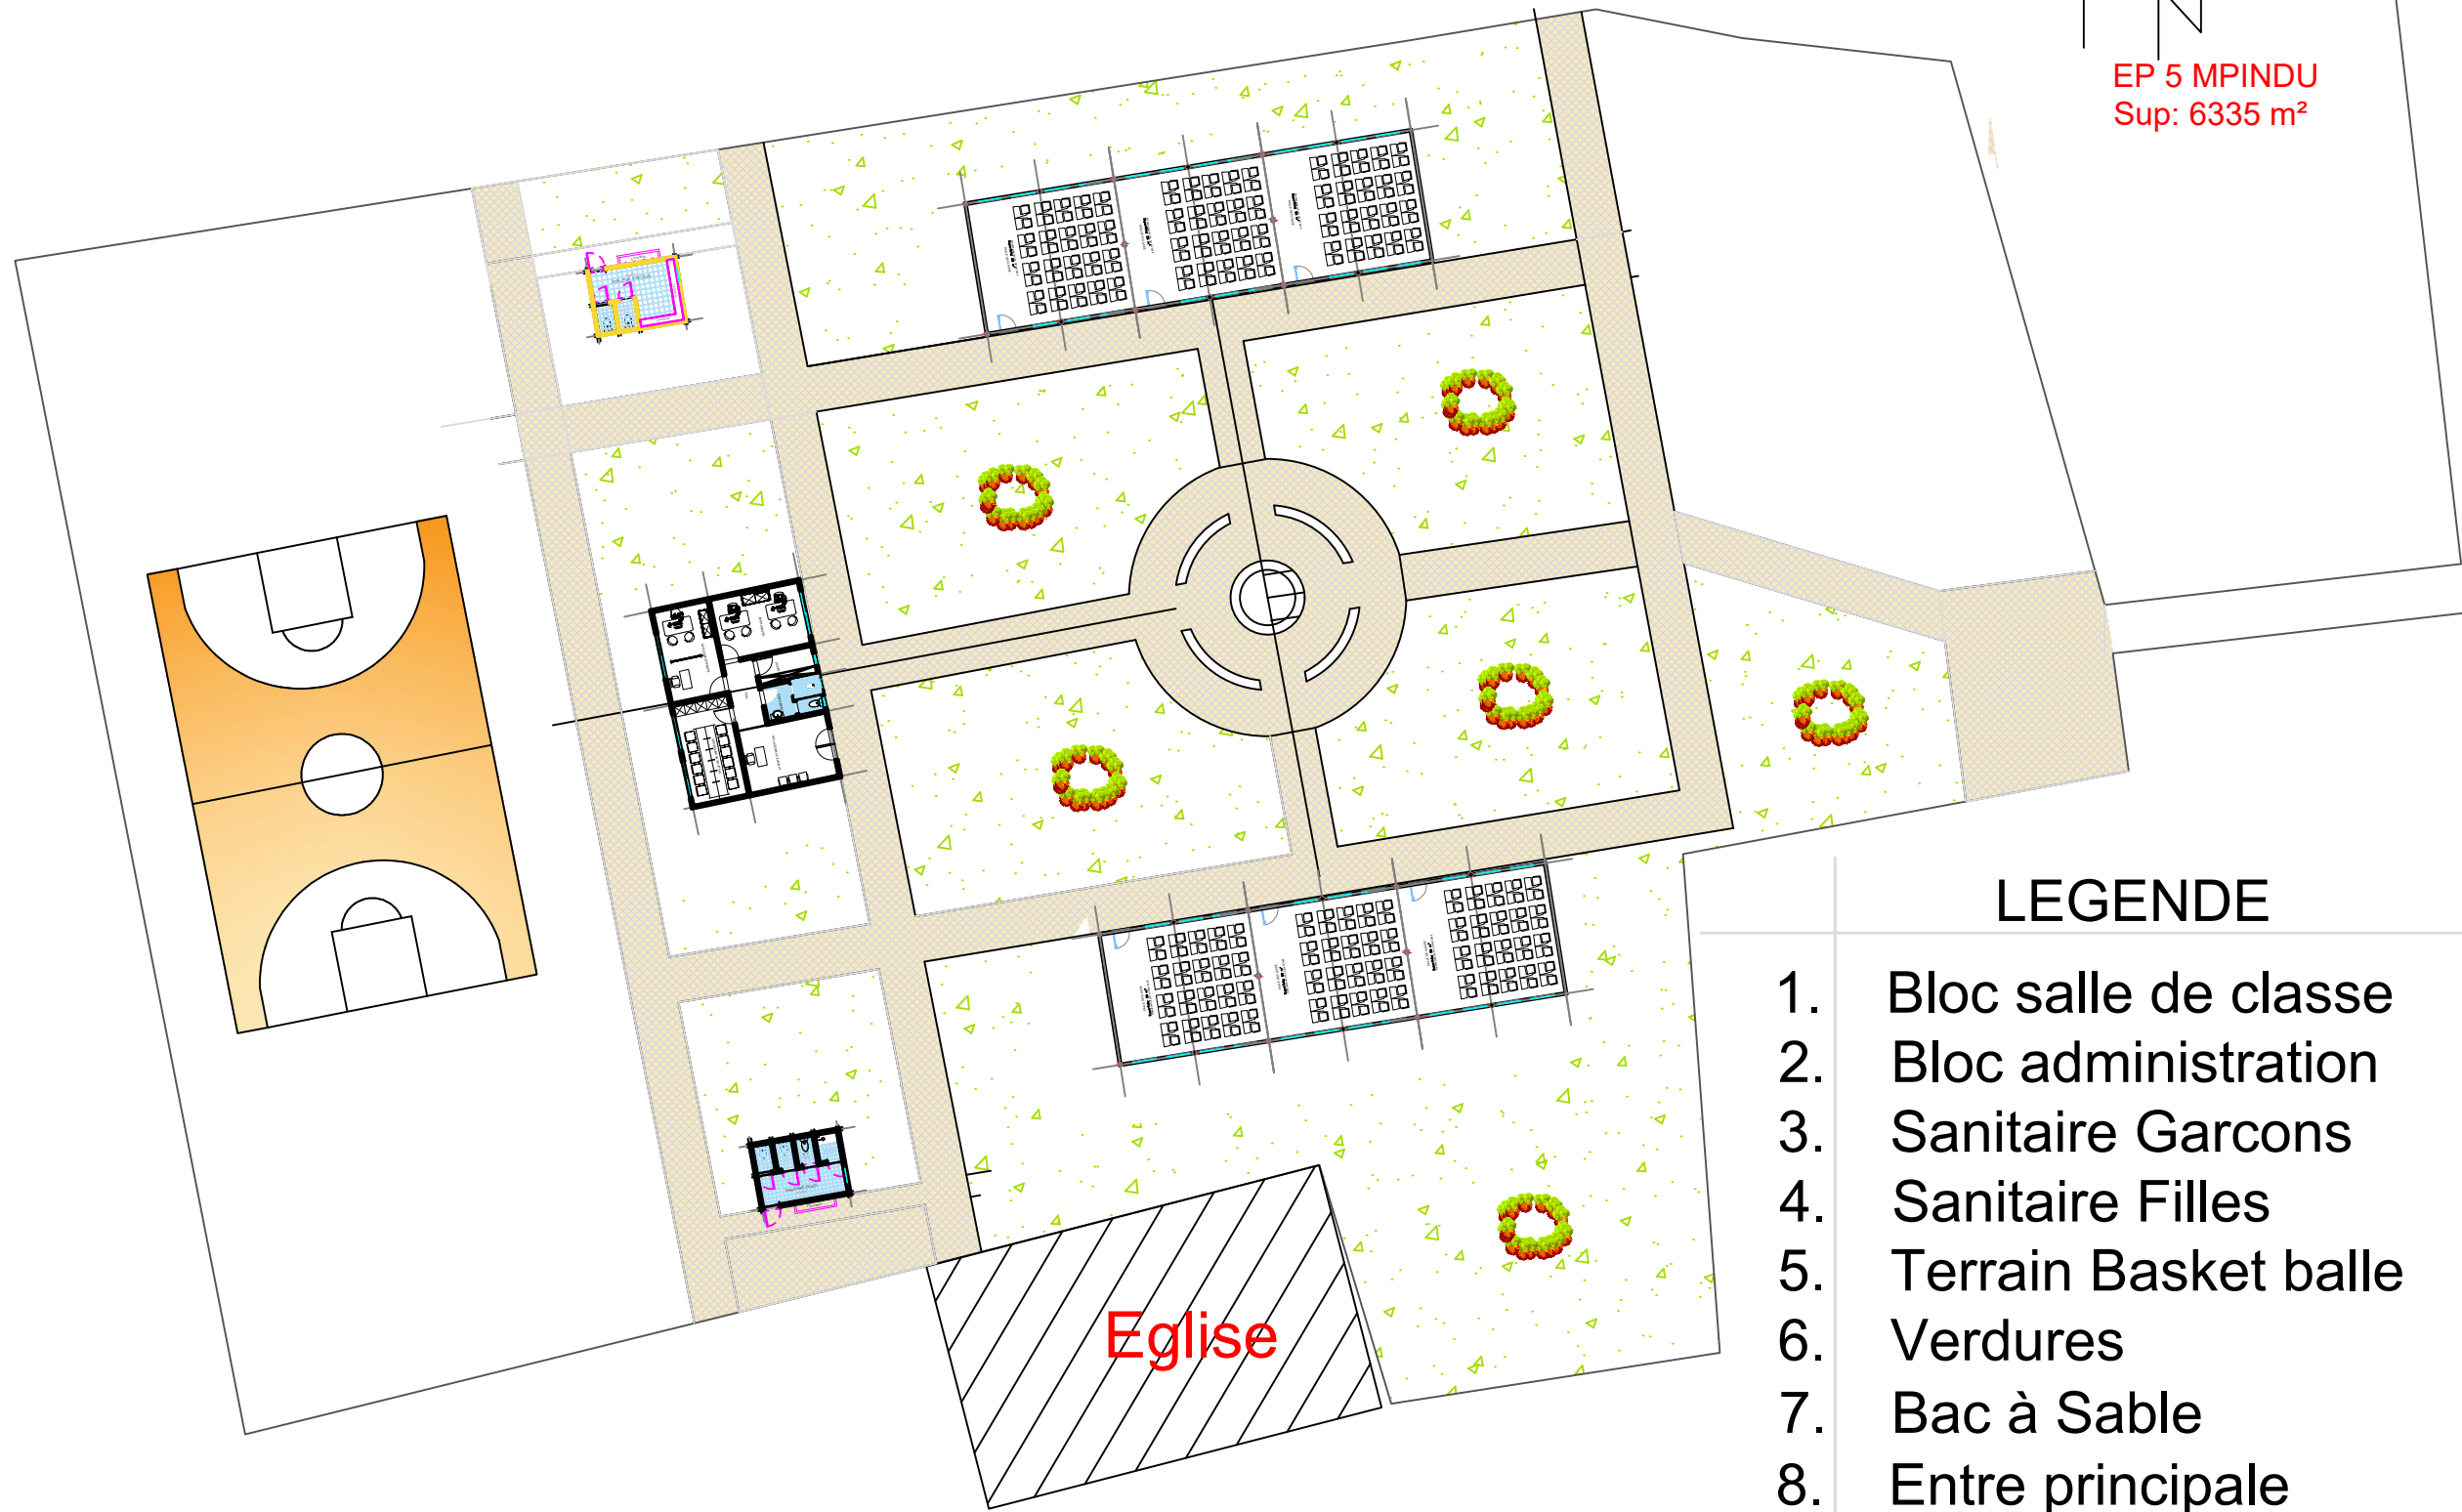 EP 5 MPINDU
Sup: 6335 m²
Eglise
LEGENDE
1. Bloc salle de classe
2. Bloc administration
3. Sanitaire Garcons
4. Sanitaire Filles
5. Terrain Basket balle
6. Verdures
7. Bac à Sable
8. Entre principale